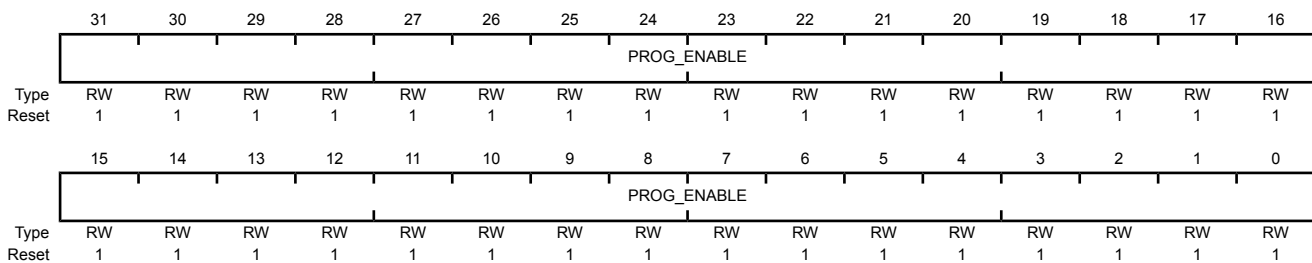 31 30 29 28 27 26 25 24 23 22 21 20 19 18 17 16
PROG_ENABLE
Type RW RW RW RW RW RW RW RW RW RW RW RW RW RW RW RW
Reset 1 1 1 1 1 1 1 1 1 1 1 1 1 1 1 1
15 14 13 12 11 10 9 8 7 6 5 4 3 2 1 0
PROG_ENABLE
Type RW RW RW RW RW RW RW RW RW RW RW RW RW RW RW RW
Reset 1 1 1 1 1 1 1 1 1 1 1 1 1 1 1 1